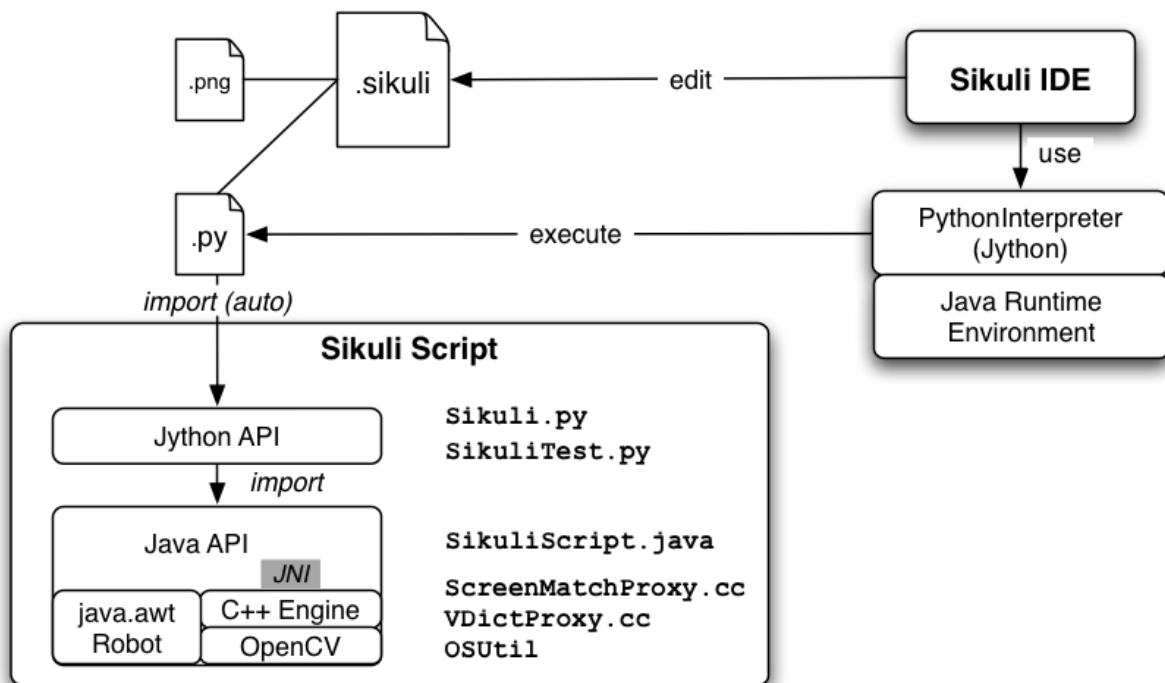 .png
.sikuli
edit
Sikuli IDE
use
.py
execute
PythonInterpreter
(Jython)
Java Runtime
Environment
import (auto)
Sikuli Script
Jython API
Sikuli.py
SikuliTest.py
import
Java API
SikuliScript.java
JNI
java.awt
Robot
C++ Engine
OpenCV
ScreenMatchProxy.cc
VDictProxy.cc
OSUtil